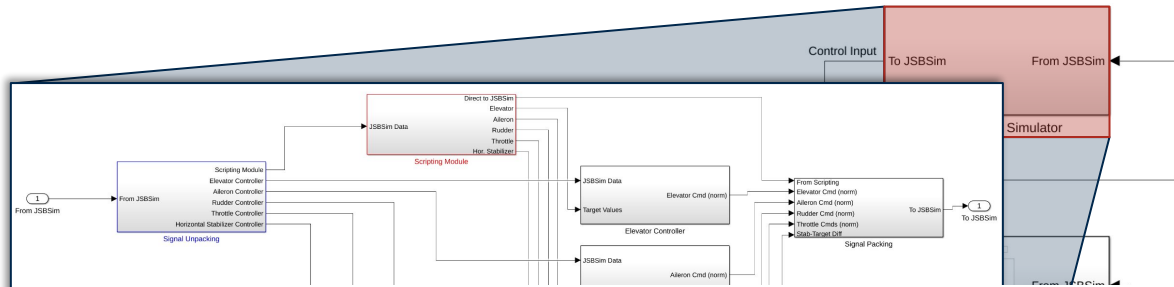 Control Input
To JSBSim
From JSBSim
Simulator
Direct to JSBSim
Elevator
Aileron
Rudder
Throttle
Hor. Stabilizer
JSBSim Data
Scripting Module
Scripting Module
Elevator Controller
Aileron Controller
Rudder Controller
Throttle Controller
Horizontal Stabilizer Controller
From JSBSim
Signal Unpacking
1
From JSBSim
JSBSim Data
Target Values
Elevator Cmd (norm)
Elevator Controller
JSBSim Data
Aileron Cmd (norm)
From Scripting
Elevator Cmd (norm)
Aileron Cmd (norm)
Rudder Cmd (norm)
Throttle Cmds (norm)
Stab-Target Diff
To JSBSim
Signal Packing
1
To JSBSim
From JSBSim